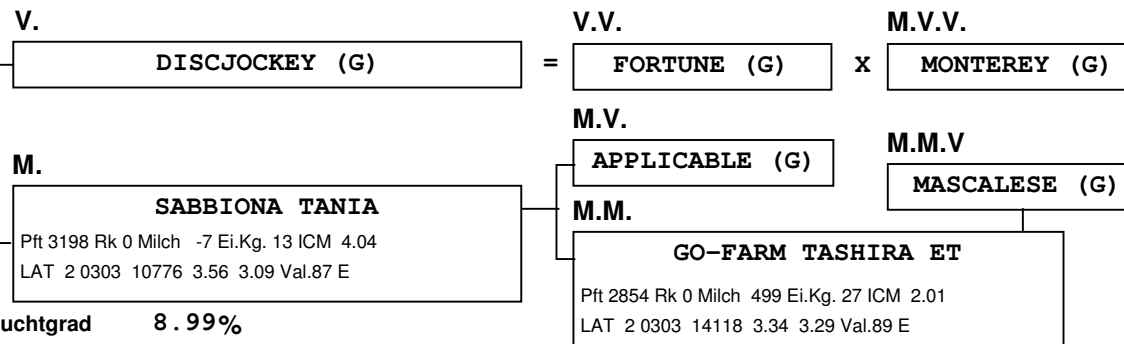 V. V.V. M.V.V.
DISCJOCKEY (G) = FORTUNE (G) X MONTEREY (G)
M.V.
M.M.V
M. APPLICABLE (G)
MASCALESE (G)
SABBIONA TANIA M.M.
Pft 3198 Rk 0 Milch -7 Ei.Kg. 13 ICM 4.04
LAT 2 0303 10776 3.56 3.09 Val.87 E
GO-FARM TASHIRA ET
Pft 2854 Rk 0 Milch 499 Ei.Kg. 27 ICM 2.01
LAT 2 0303 14118 3.34 3.29 Val.89 E
uchtgrad 8.99%